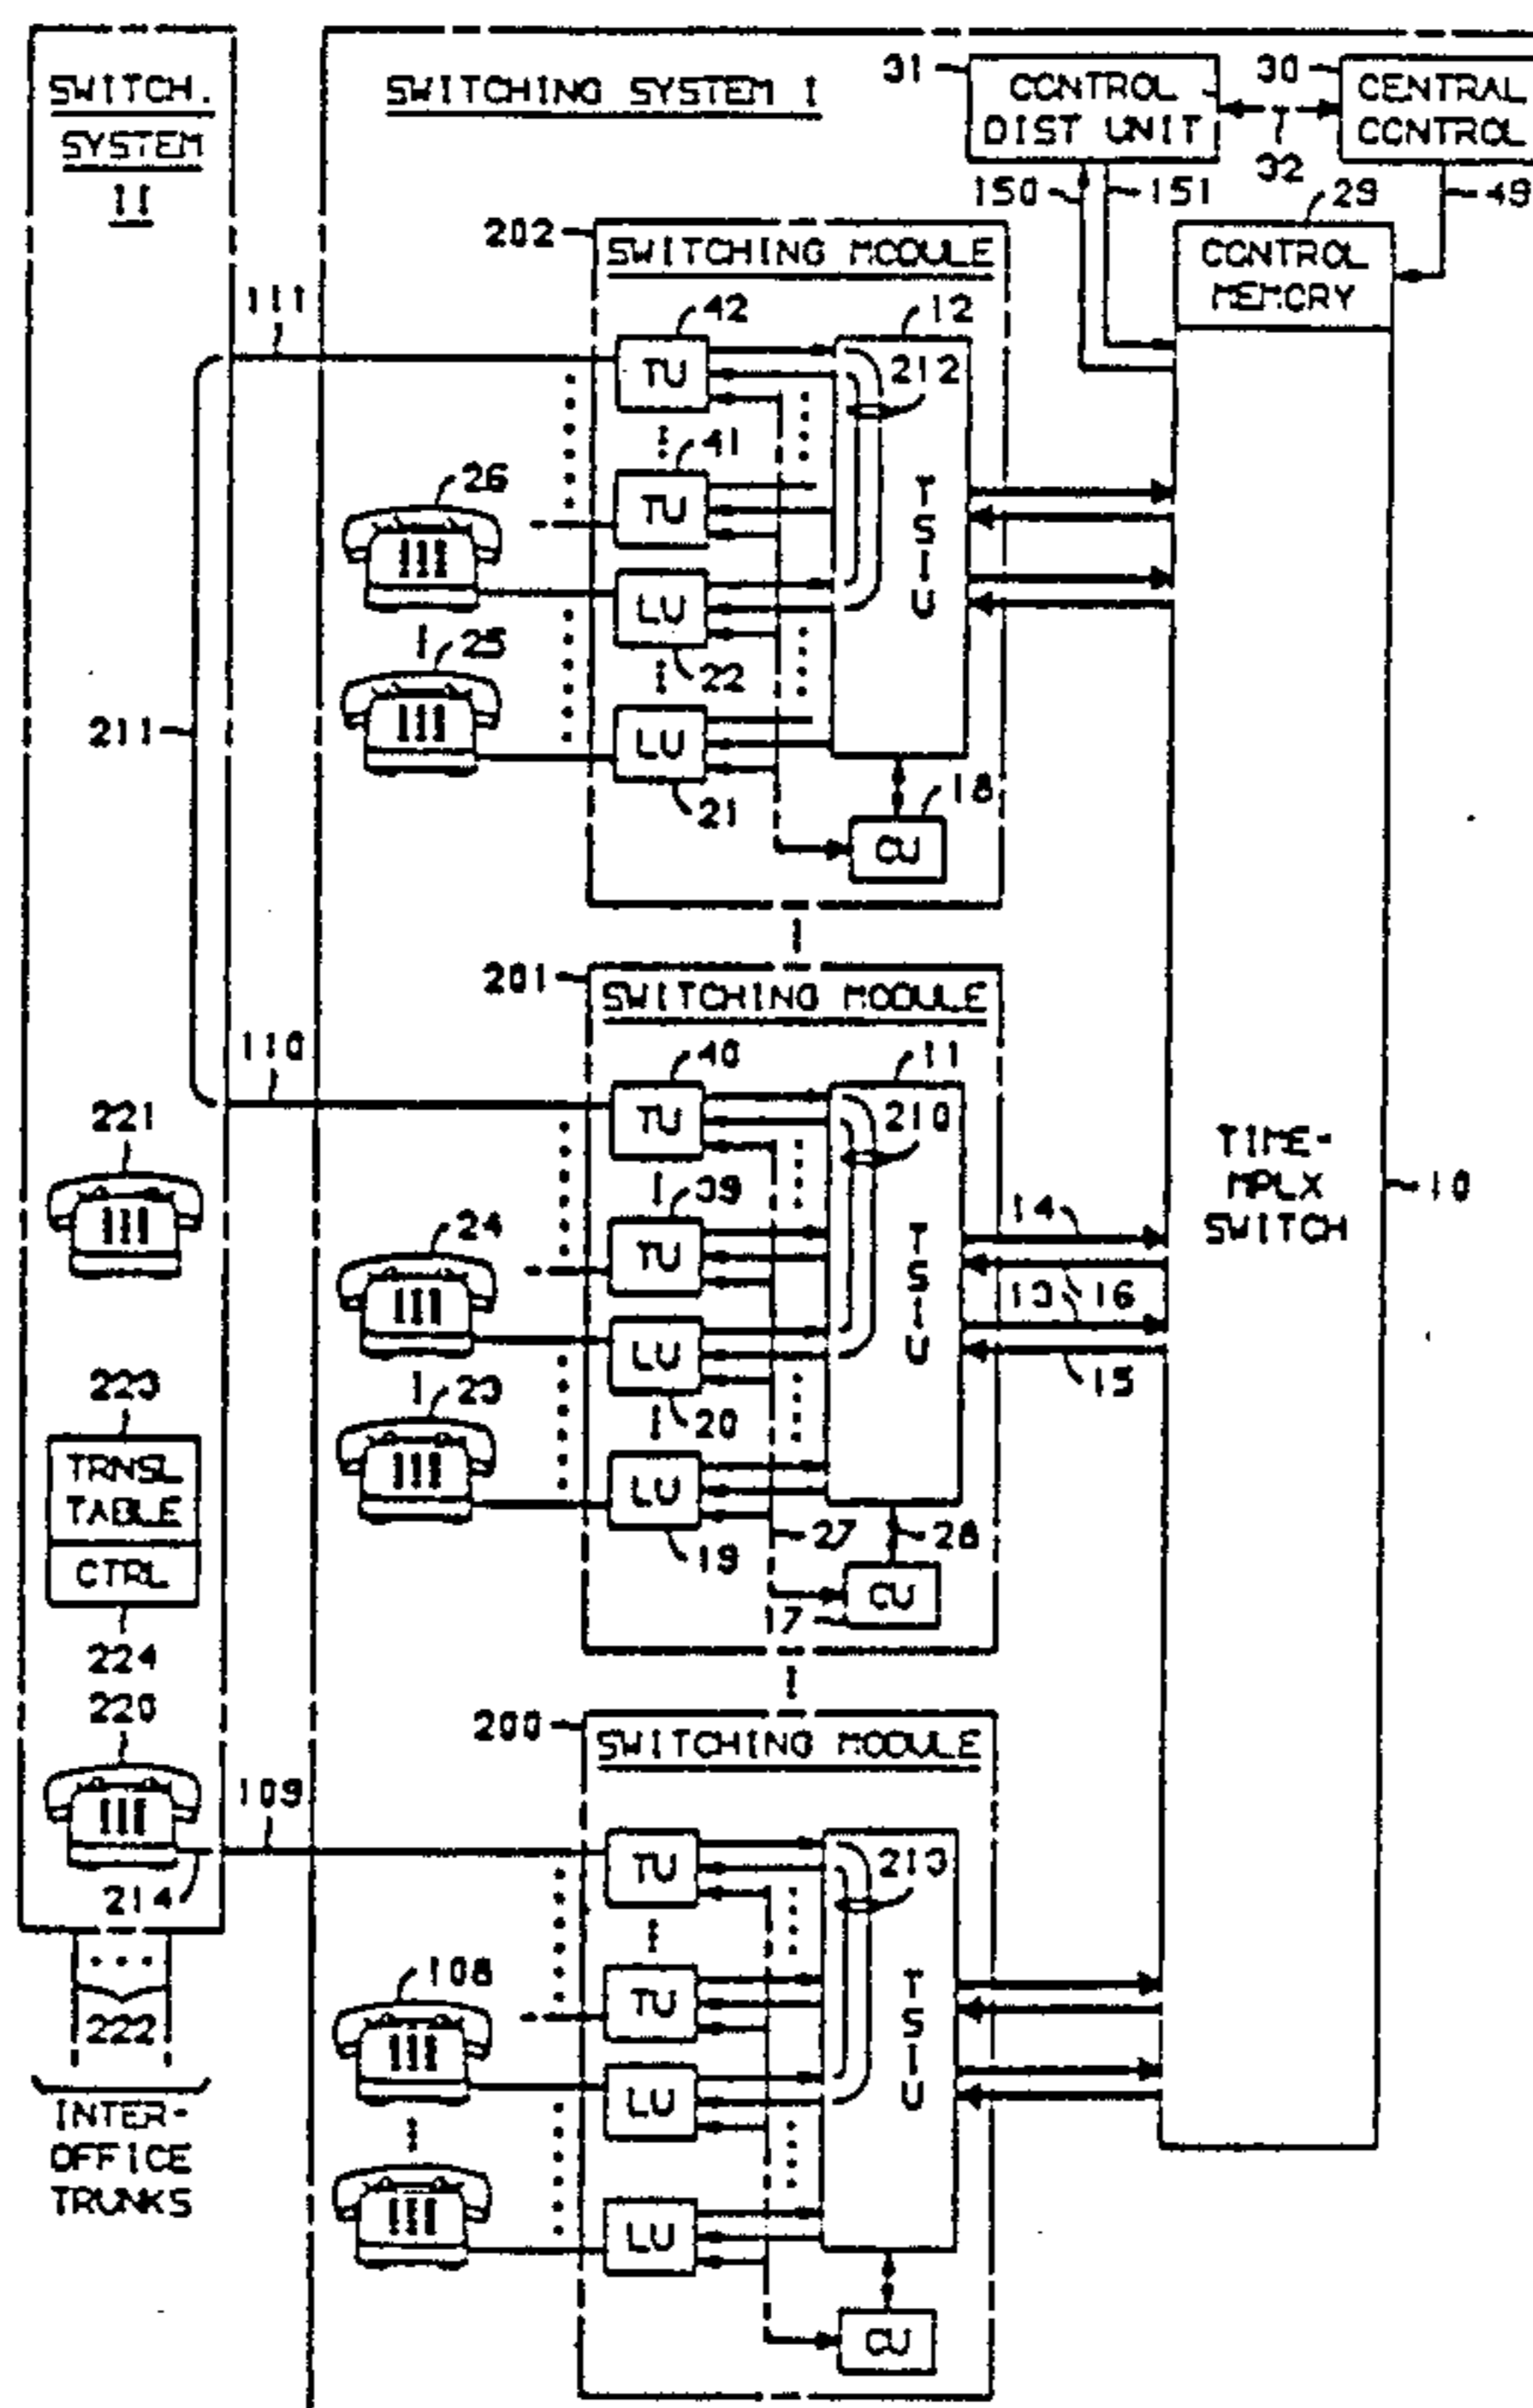 SWITCH.
SYSTEM
II
SWITCHING SYSTEM I
31
CONTROL
DIST UNIT
30
CENTRAL
CONTROL
32
150
151
29
49
CONTROL
MEMORY
202
SWITCHING MODULE
111
42
12
TU
212
41
TU
26
TSIU
LU
22
25
211
LU
21
18
CU
201
SWITCHING MODULE
110
40
11
TU
210
221
39
TIME-
MPLX
SWITCH
10
24
TU
14
TSIU
13
16
LU
20
15
223
23
TRNSL
TABLE
LU
19
27
28
CTRL
CU
17
224
220
200
SWITCHING MODULE
109
TU
213
214
108
TU
TSIU
222
LU
INTER-
OFFICE
TRUNKS
LU
CU